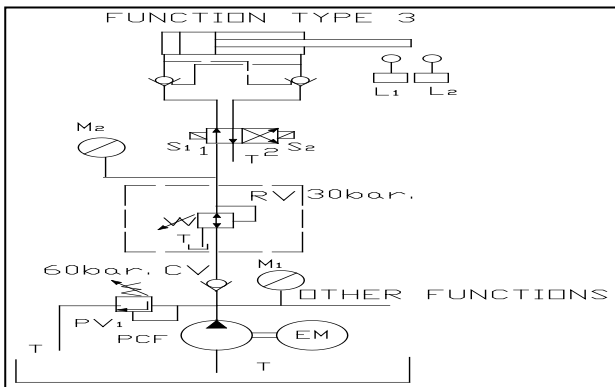 FUNCTION TYPE 3
L1 L2
M2
S1 1 2 S2
T
RV 30bar.
T
60bar. CV M1
OTHER FUNCTIONS
PV1
PCF EM
T T